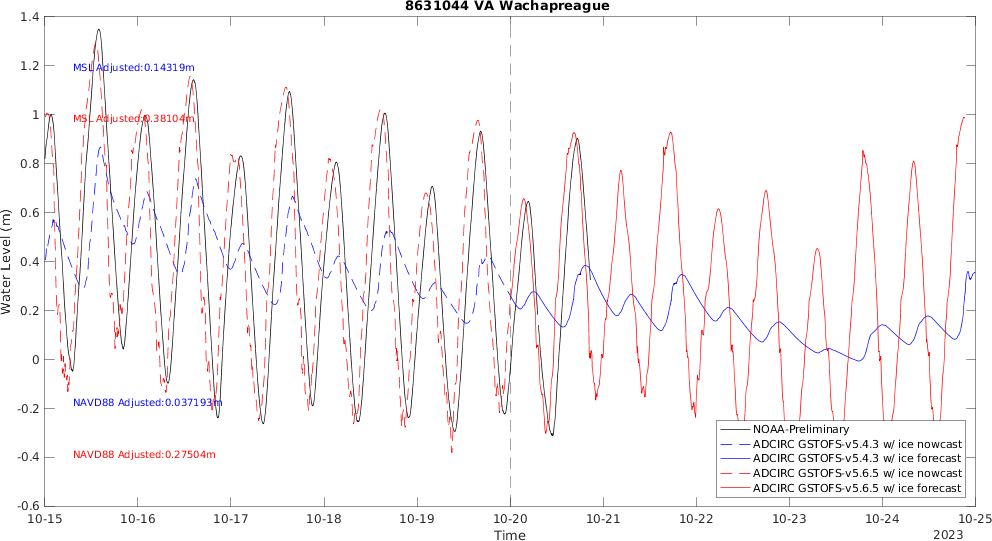 8631044 VA Wachapreague
1.4
1.2
1
0.8
0.6
0.4
0.2
0
-0.2
-0.4
-0.6
Water Level (m)
MSL Adjusted:0.14319m
MSL Adjusted:0.38104m
NAVD88 Adjusted:0.037193m
NAVD88 Adjusted:0.27504m
NOAA-Preliminary
ADCIRC GSTOFS-v5.4.3 w/ ice nowcast
ADCIRC GSTOFS-v5.4.3 w/ ice forecast
ADCIRC GSTOFS-v5.6.5 w/ ice nowcast
ADCIRC GSTOFS-v5.6.5 w/ ice forecast
10-15 10-16 10-17 10-18 10-19 10-20 10-21 10-22 10-23 10-24 10-25
Time
2023